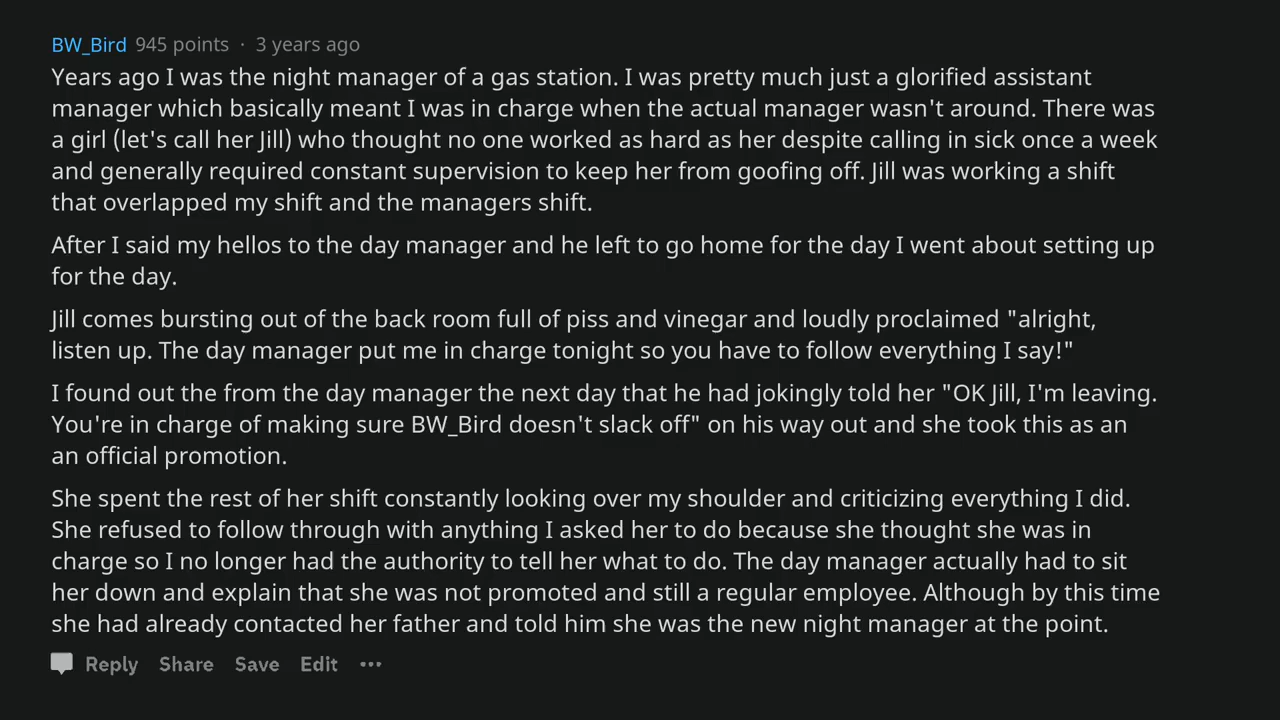 BW_Bird 945 points · 3 years ago
Years ago I was the night manager of a gas station. I was pretty much just a glorified assistant
manager which basically meant I was in charge when the actual manager wasn't around. There was
a girl (let's call her Jill) who thought no one worked as hard as her despite calling in sick once a week
and generally required constant supervision to keep her from goofing off. Jill was working a shift
that overlapped my shift and the managers shift.
After I said my hellos to the day manager and he left to go home for the day I went about setting up
for the day.
Jill comes bursting out of the back room full of piss and vinegar and loudly proclaimed "alright,
listen up. The day manager put me in charge tonight so you have to follow everything I say!"
I found out the from the day manager the next day that he had jokingly told her "OK Jill, I'm leaving.
You're in charge of making sure BW_Bird doesn't slack off" on his way out and she took this as an
an official promotion.
She spent the rest of her shift constantly looking over my shoulder and criticizing everything I did.
She refused to follow through with anything I asked her to do because she thought she was in
charge so I no longer had the authority to tell her what to do. The day manager actually had to sit
her down and explain that she was not promoted and still a regular employee. Although by this time
she had already contacted her father and told him she was the new night manager at the point.
Reply Share Save Edit ···